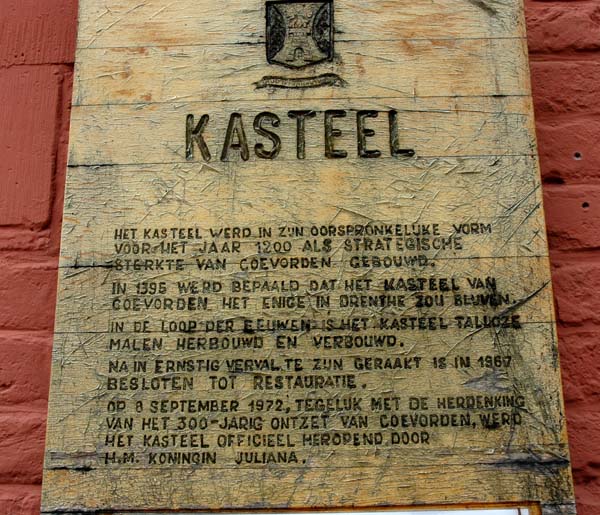 KASTEEL
HET KASTEEL WERD IN ZIJN OORSPRONKELIJKE VORM
VOOR HET JAAR 1200 ALS STRATEGISCHE
STERKTE VAN COEVORDEN GEBOUWD.
IN 1395 WERD BEPAALD DAT HET KASTEEL VAN
COEVORDEN HET ENIGE IN DRENTHE ZOU BLIJVEN.
IN DE LOOP DER EEUWEN IS HET KASTEEL TALLOZE
MALEN HERBOUWD EN VERBOUWD.
NA IN ERNSTIG VERVAL TE ZIJN GERAAKT IS IN 1967
BESLOTEN TOT RESTAURATIE.
OP 8 SEPTEMBER 1972, TEGELIJK MET DE HERDENKING
VAN HET 300-JARIG ONTZET VAN COEVORDEN, WERD
HET KASTEEL OFFICIEEL HEROPEND DOOR
H.M. KONINGIN JULIANA.